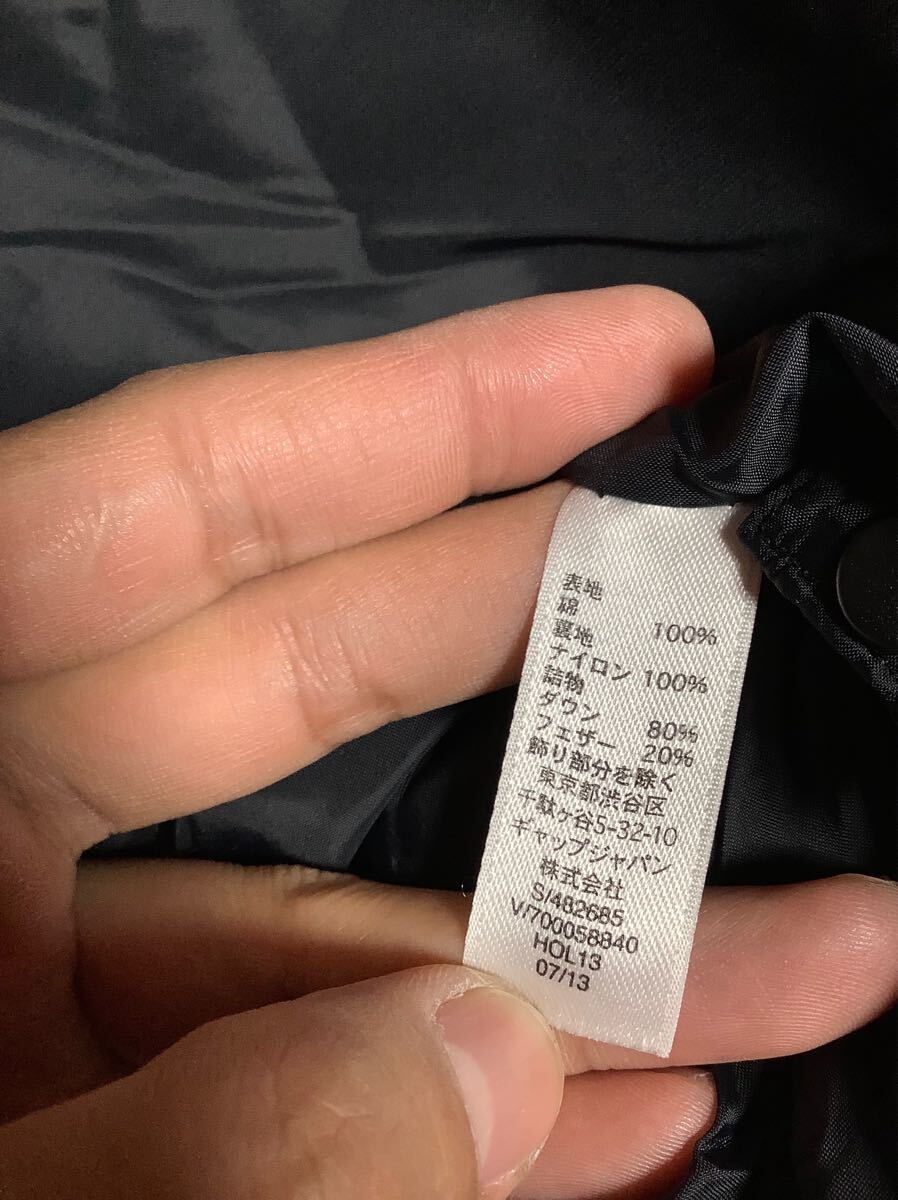 表地
綿 100%
裏地
ナイロン 100%
詰物
ダウン 80%
フェザー 20%
飾り部分を除く
東京都渋谷区
千駄ヶ谷5-32-10
ギャップジャパン
株式会社
S/482685
V/700058840
HOL13
07/13